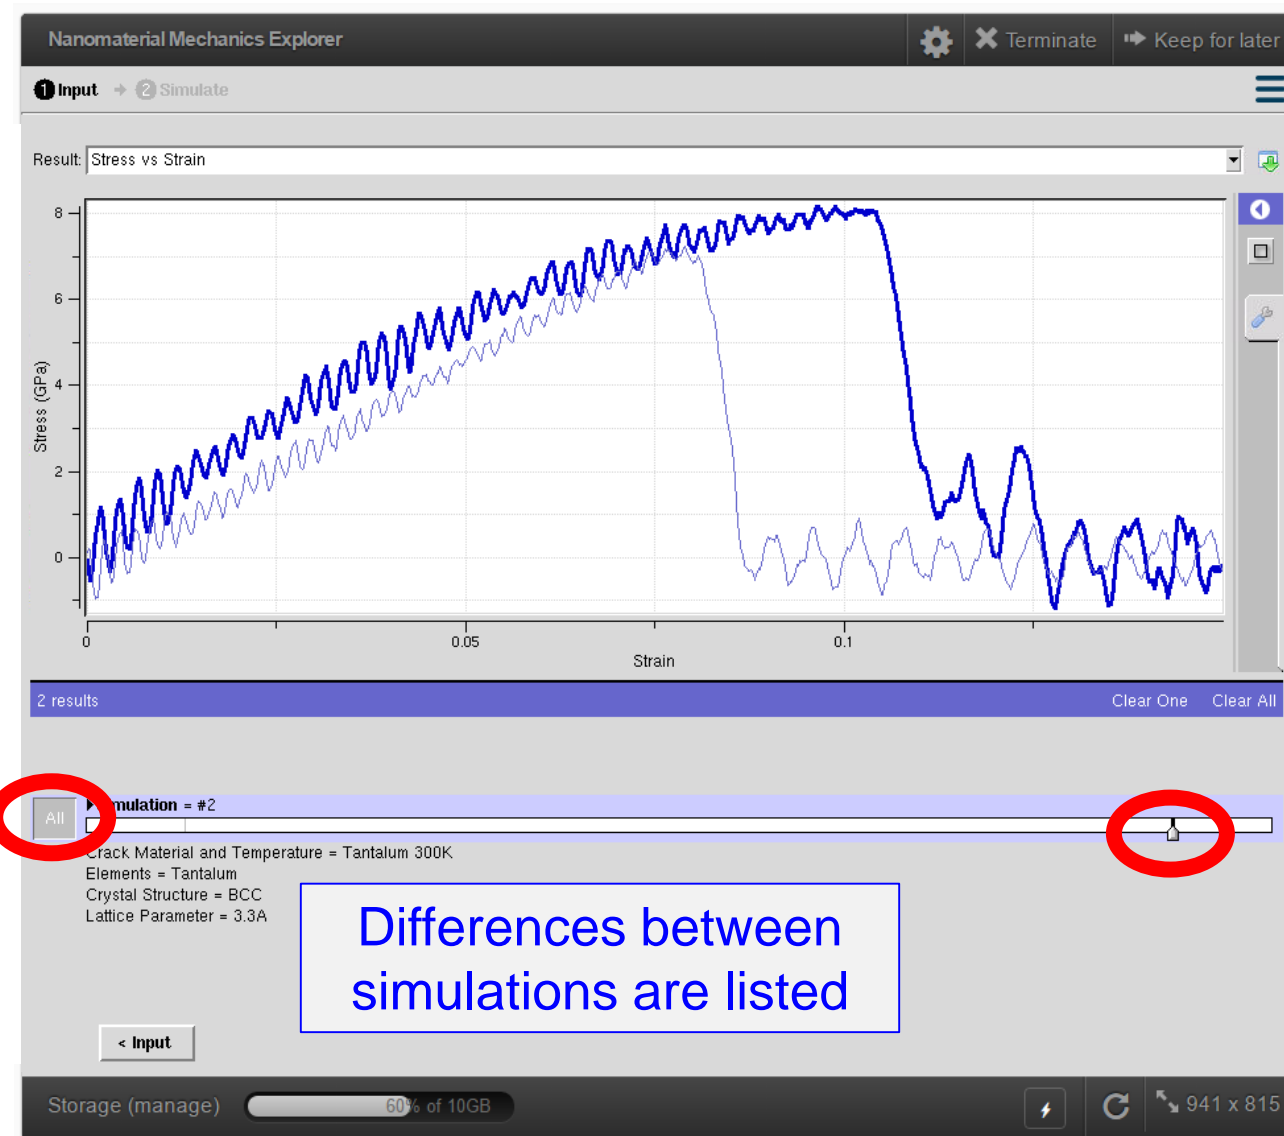 Nanomaterial Mechanics Explorer
Terminate
Keep for later
1 Input
2 Simulate
Result: Stress vs Strain
8
6
4
2
0
Stress (GPa)
0
0.05
0.1
Strain
2 results
Clear One
Clear All
All
mulation = #2
Crack Material and Temperature = Tantalum 300K
Elements = Tantalum
Crystal Structure = BCC
Lattice Parameter = 3.3A
Differences between
simulations are listed
< Input
Storage (manage)
60% of 10GB
941 x 815